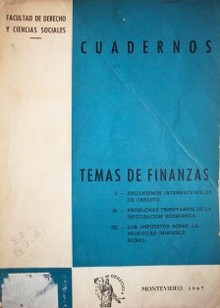 FACULTAD DE DERECHO
Y CIENCIAS SOCIALES
CUADERNOS
TEMAS DE FINANZAS
I. — ORGANISMOS INTERNACIONALES
DE CREDITO.
II. — PROBLEMAS TRIBUTARIOS DE LA
INTEGRACION ECONOMICA.
III. — LOS IMPUESTOS SOBRE LA
PROPIEDAD INMUEBLE
RURAL.
MONTEVIDEO 1967